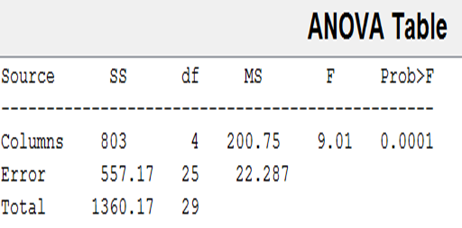 ANOVA Table
Source SS df MS F Prob>F
Columns 803 4 200.75 9.01 0.0001
Error 557.17 25 22.287
Total 1360.17 29